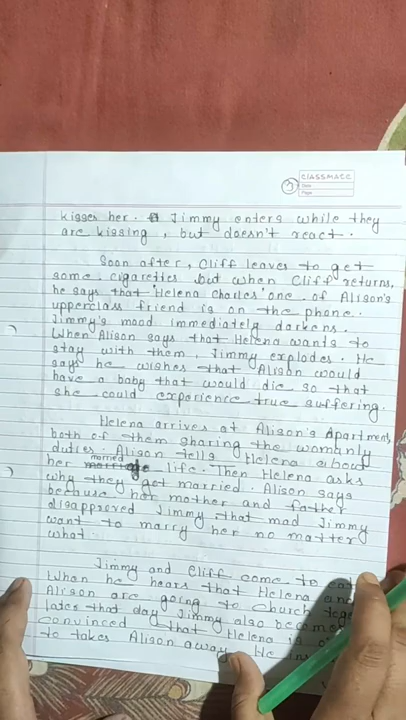 CLASSMATE
Date
Page
3
kisses her. Jimmy enters while they
are kissing, but doesn't react.
Soon after, Cliff leaves to get
some cigarettes but when Cliff returns,
he says that 'Helena Charles' one of Alison's
upperclass friend is on the phone.
Jimmy's mood immediately darkens.
When Alison says that Helena wants to
stay with them, Jimmy explodes. He
says he wishes that Alison would
have a baby that would die so that
she could experience true suffering.
Helena arrives at Alison's Apartment,
both of them sharing the womanly
duties. Alison tells Helena about
her married life. Then Helena asks
why they get married. Alison says
because her mother and father
disapproved Jimmy that mad Jimmy
want to marry her no matter
what.
Jimmy and Cliff come to
When he hears that Helena and
Alison are going to Church
later that day Jimmy also
convinced that Helena is
to takes Alison away. He